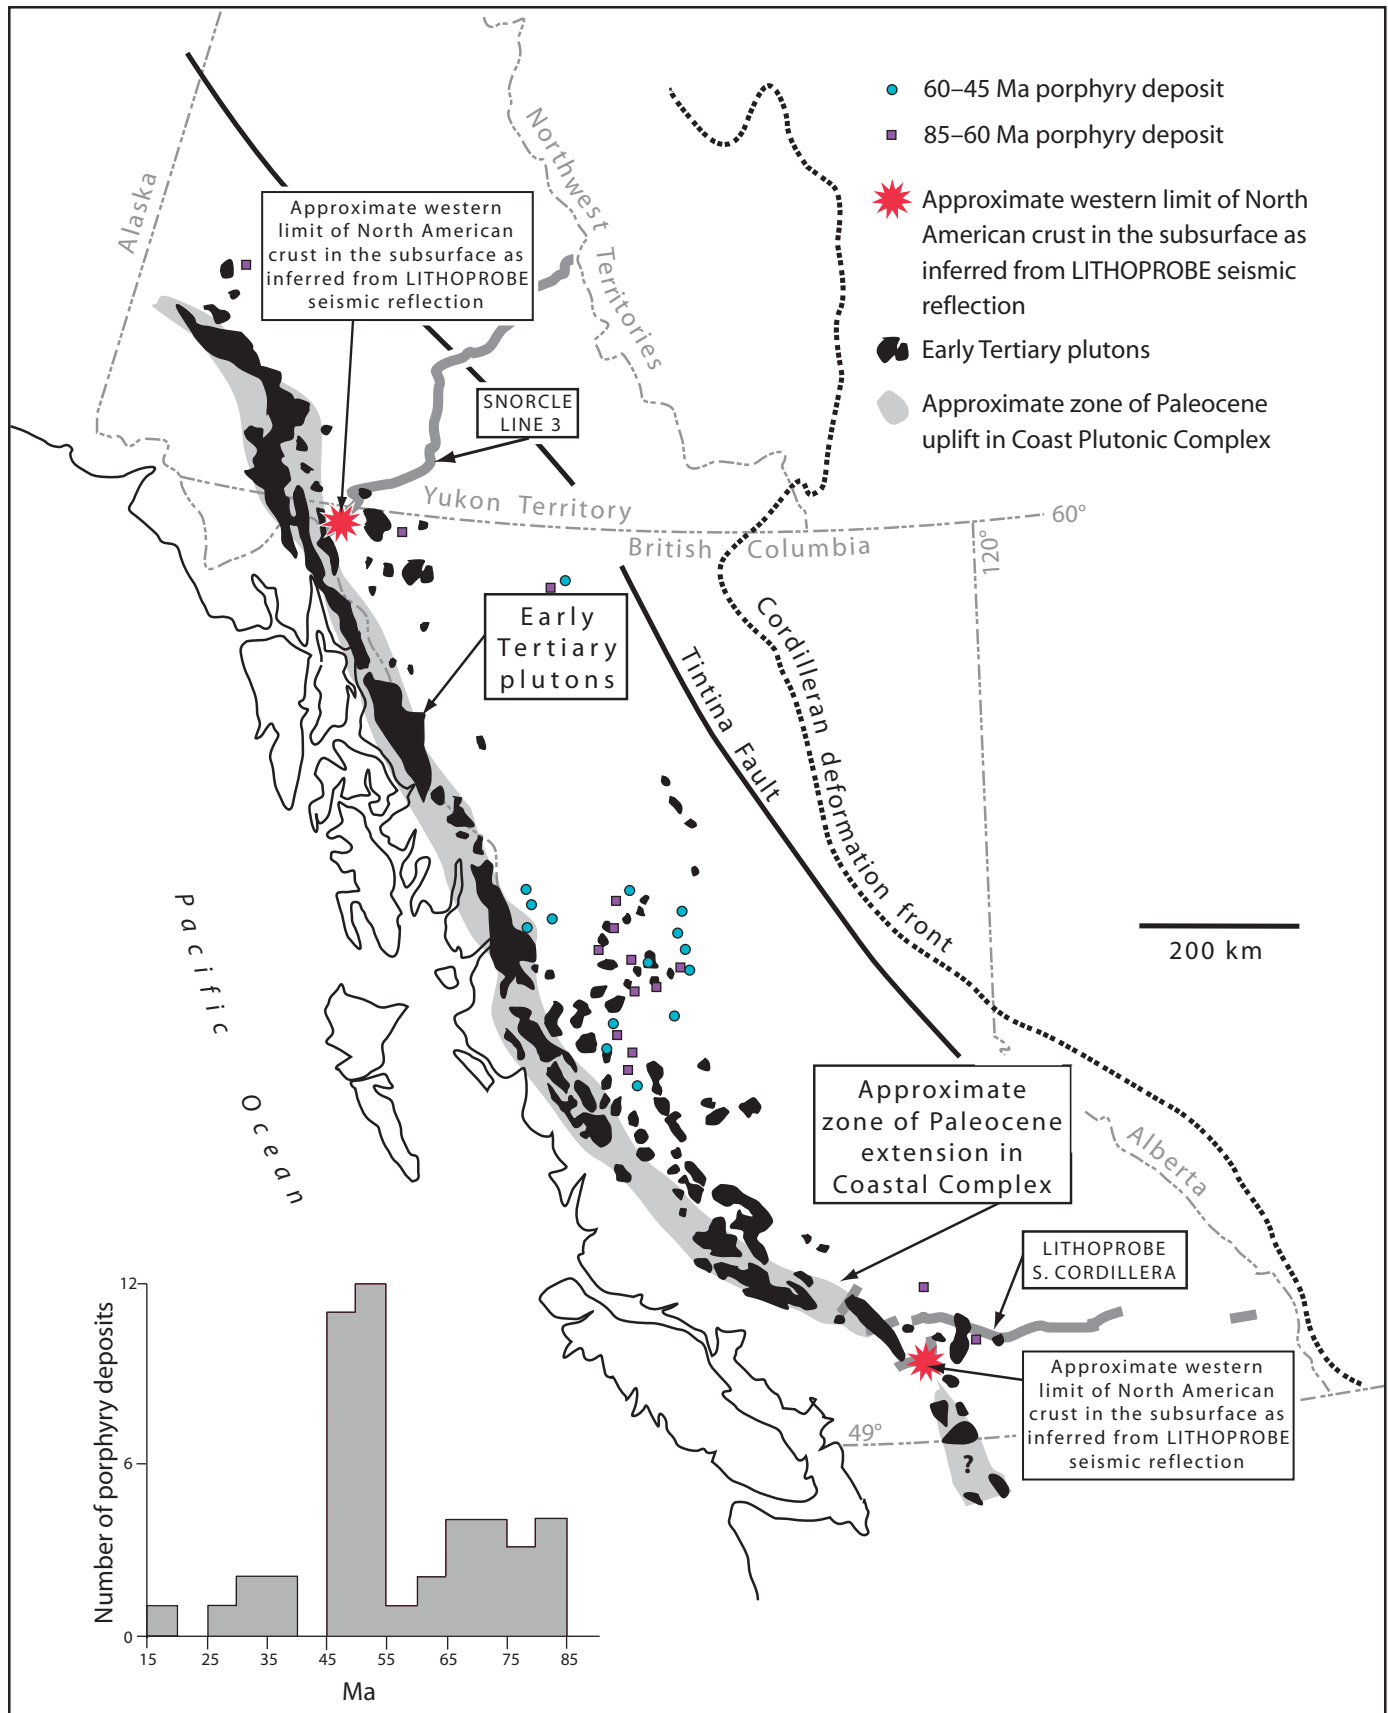 60–45 Ma porphyry deposit
85–60 Ma porphyry deposit
Approximate western limit of North
American crust in the subsurface as
inferred from LITHOPROBE seismic
reflection
Early Tertiary plutons
Approximate zone of Paleocene
uplift in Coast Plutonic Complex
Alaska
Northwest Territories
Approximate western
limit of North American
crust in the subsurface as
inferred from LITHOPROBE
seismic reflection
SNORCLE
LINE 3
Yukon Territory
60°
British Columbia
120°
Early
Tertiary
plutons
Tintina Fault
Cordilleran deformation front
200 km
Pacific Ocean
Approximate
zone of Paleocene
extension in
Coastal Complex
Alberta
LITHOPROBE
S. CORDILLERA
Approximate western
limit of North American
crust in the subsurface as
inferred from LITHOPROBE
seismic reflection
49°
?
Number of porphyry deposits
12
6
0
15 25 35 45 55 65 75 85
Ma